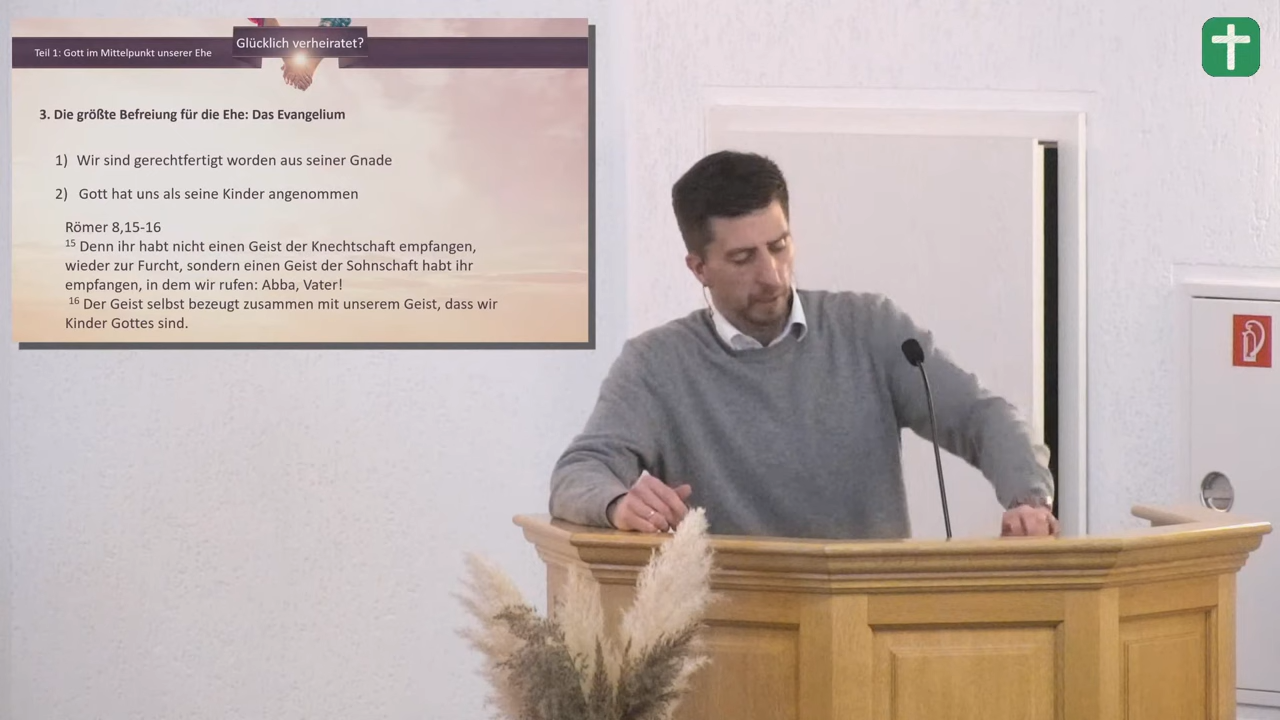 Teil 1: Gott im Mittelpunkt unserer Ehe
Glücklich verheiratet?
3. Die größte Befreiung für die Ehe: Das Evangelium
1) Wir sind gerechtfertigt worden aus seiner Gnade
2) Gott hat uns als seine Kinder angenommen
Römer 8,15-16
15 Denn ihr habt nicht einen Geist der Knechtschaft empfangen,
wieder zur Furcht, sondern einen Geist der Sohnschaft habt ihr
empfangen, in dem wir rufen: Abba, Vater!
16 Der Geist selbst bezeugt zusammen mit unserem Geist, dass wir
Kinder Gottes sind.